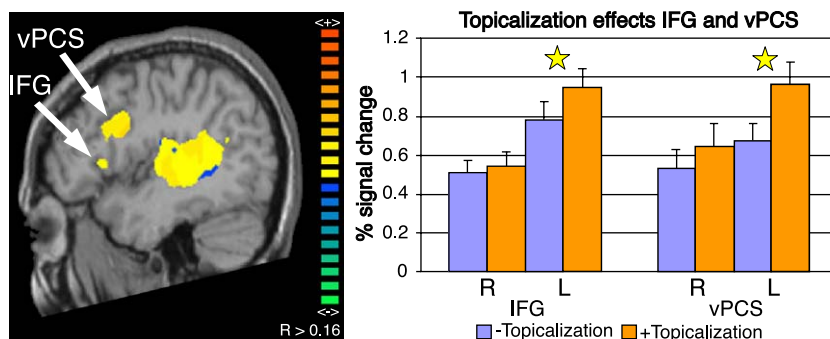 vPCS
IFG
<+>
<->
R > 0.16
Topicalization effects IFG and vPCS
% signal change
1.2
1
0.8
0.6
0.4
0.2
0
R L R L
IFG vPCS
-Topicalization +Topicalization